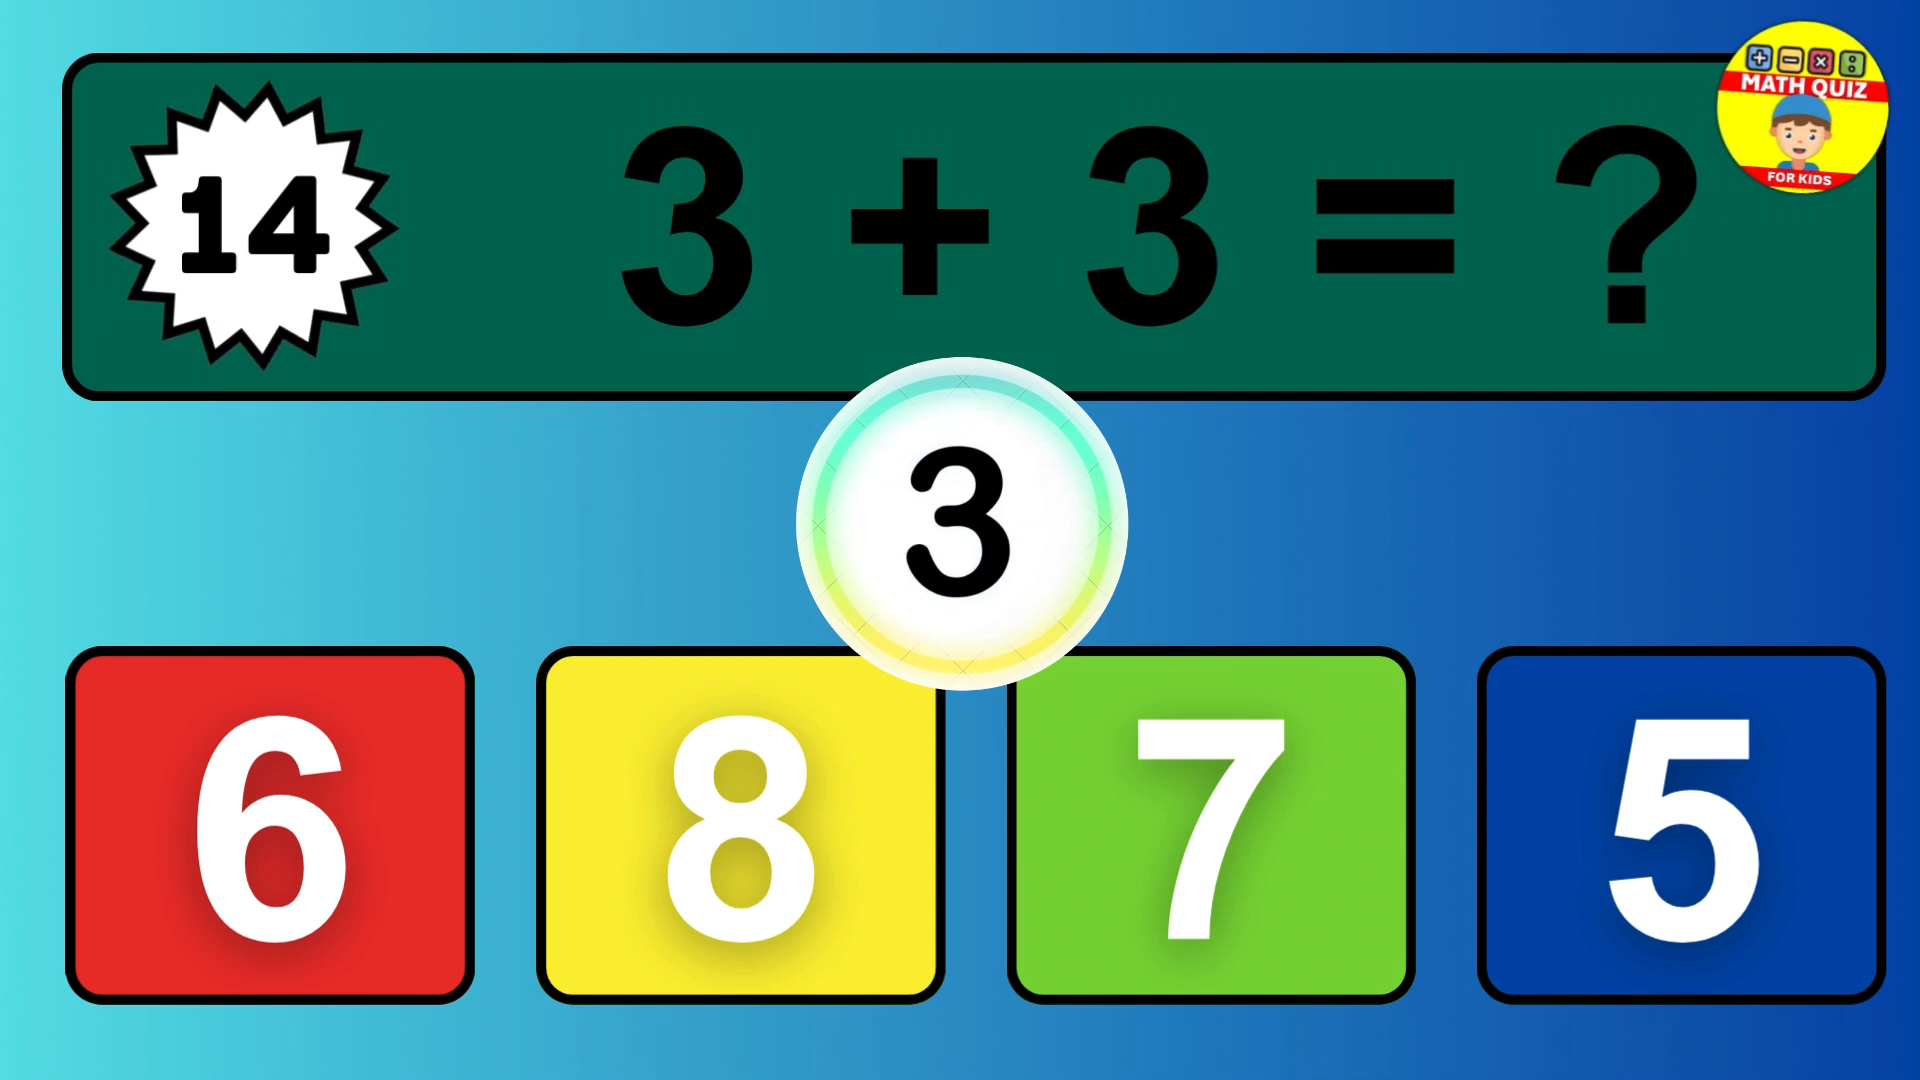 14 3 + 3 = ?
+ - × :
MATH QUIZ
FOR KIDS
3
6 8 7 5